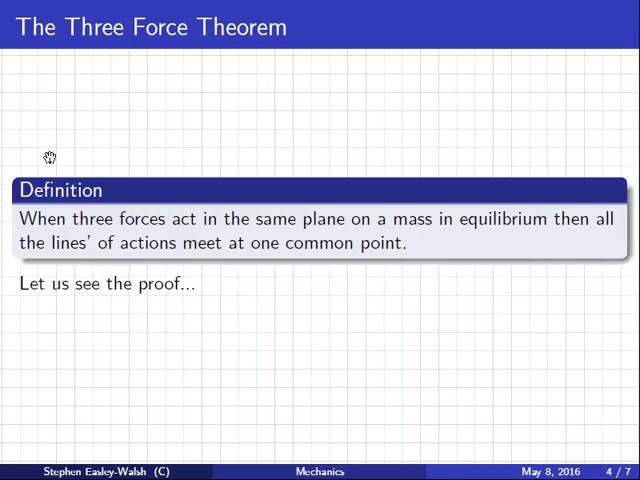 The Three Force Theorem
Definition
When three forces act in the same plane on a mass in equilibrium then all
the lines' of actions meet at one common point.
Let us see the proof...
Stephen Easley-Walsh (C) Mechanics May 8, 2016 4 / 7